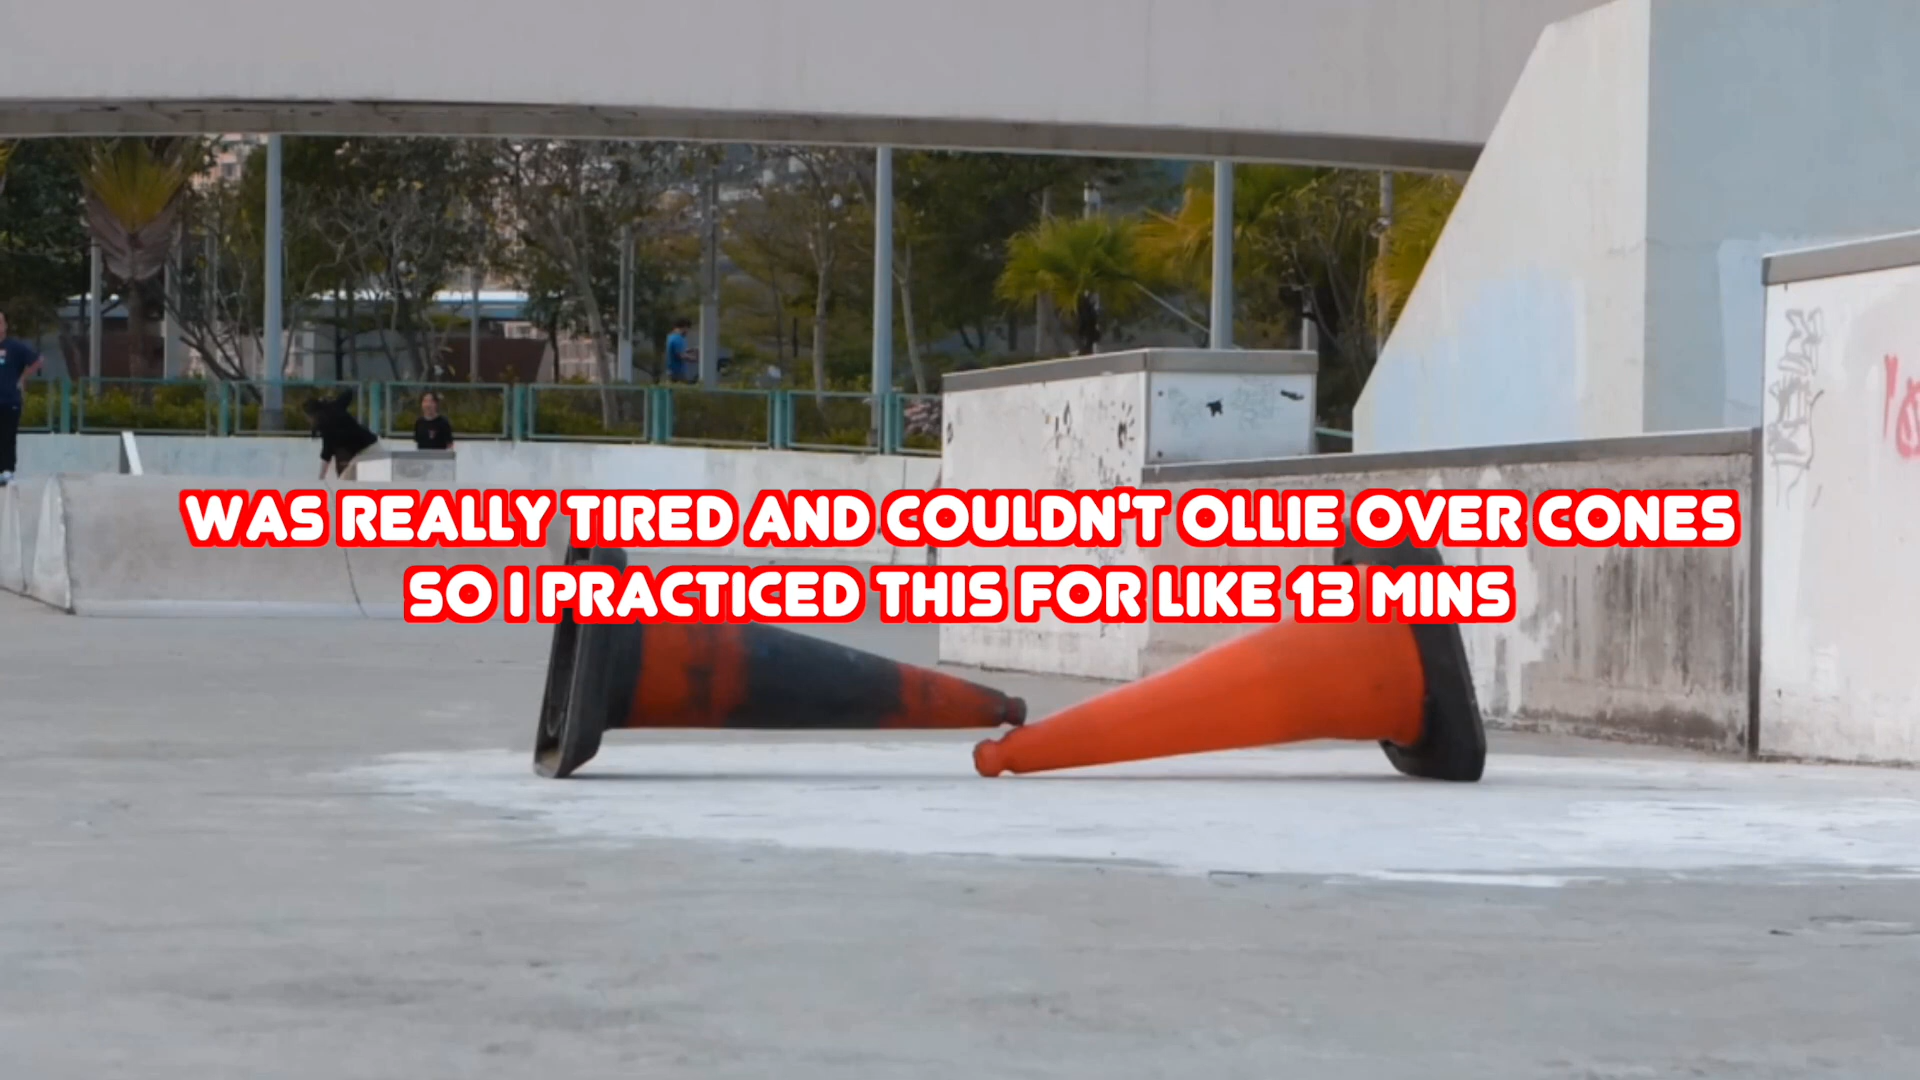 WAS REALLY TIRED AND COULDN'T OLLIE OVER CONES
SO I PRACTICED THIS FOR LIKE 13 MINS